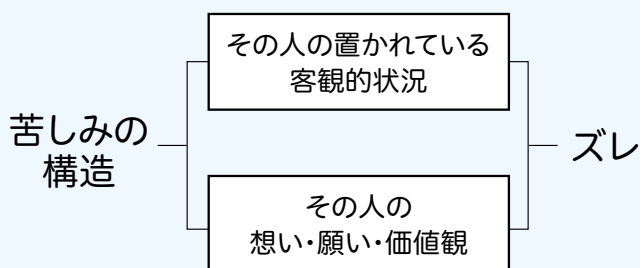 苦しみの
構造
その人の置かれている
客観的状況
その人の
想い・願い・価値観
ズレ